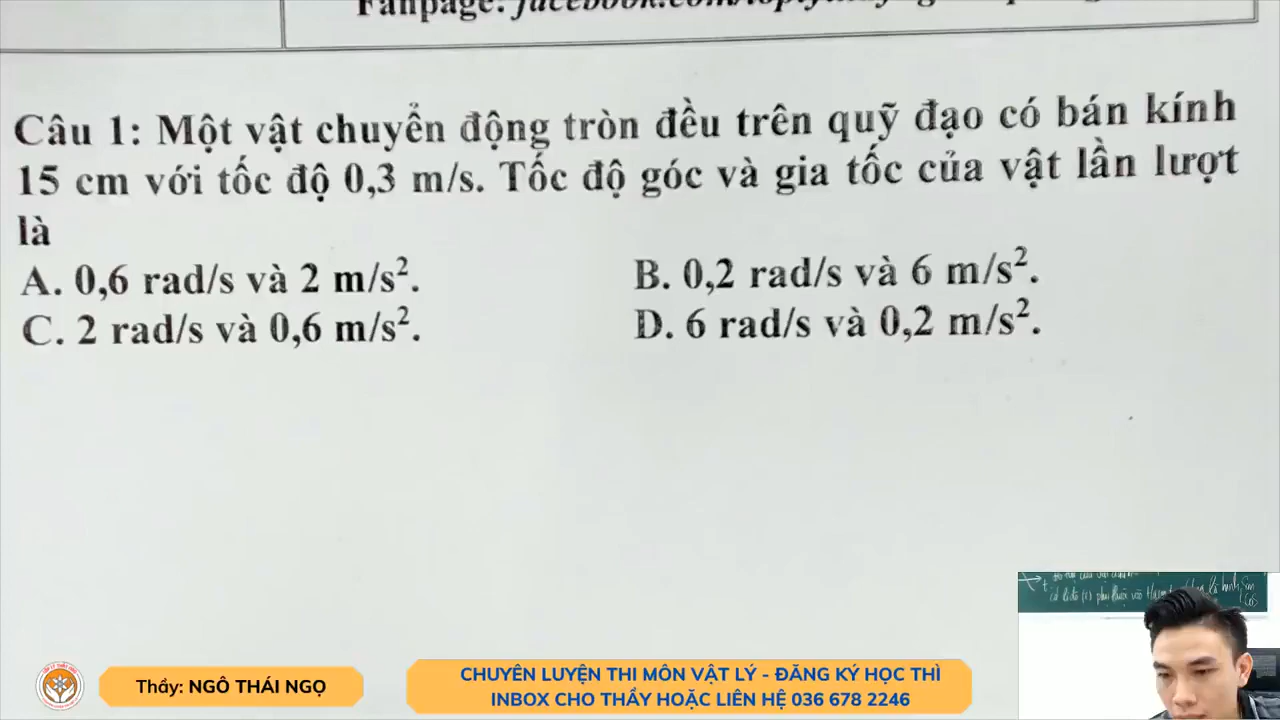 Fanpage:
Câu 1: Một vật chuyển động tròn đều trên quỹ đạo có bán kính
15 cm với tốc độ 0,3 m/s. Tốc độ góc và gia tốc của vật lần lượt
là
A. 0,6 rad/s và 2 m/s².
B. 0,2 rad/s và 6 m/s².
C. 2 rad/s và 0,6 m/s².
D. 6 rad/s và 0,2 m/s².
Thầy: NGÔ THÁI NGỌ
CHUYÊN LUYỆN THI MÔN VẬT LÝ - ĐĂNG KÝ HỌC THÌ
INBOX CHO THẦY HOẶC LIÊN HỆ 036 678 2246